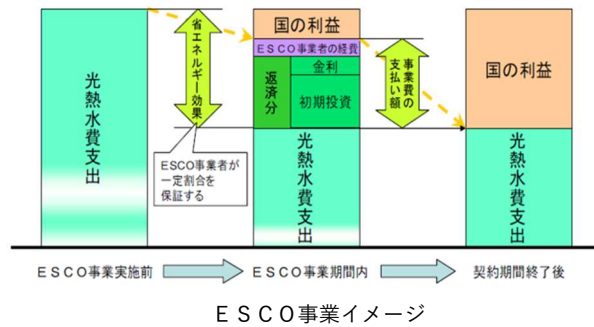 光熱水費支出
省エネルギー効果
ESCO事業者が
一定割合を
保証する
国の利益
ESCO事業者の経費
返済分
金利
初期投資
光熱水費支出
事業費の
支払い額
国の利益
光熱水費支出
ESCO事業実施前
ESCO事業期間内
契約期間終了後
ESCO事業イメージ